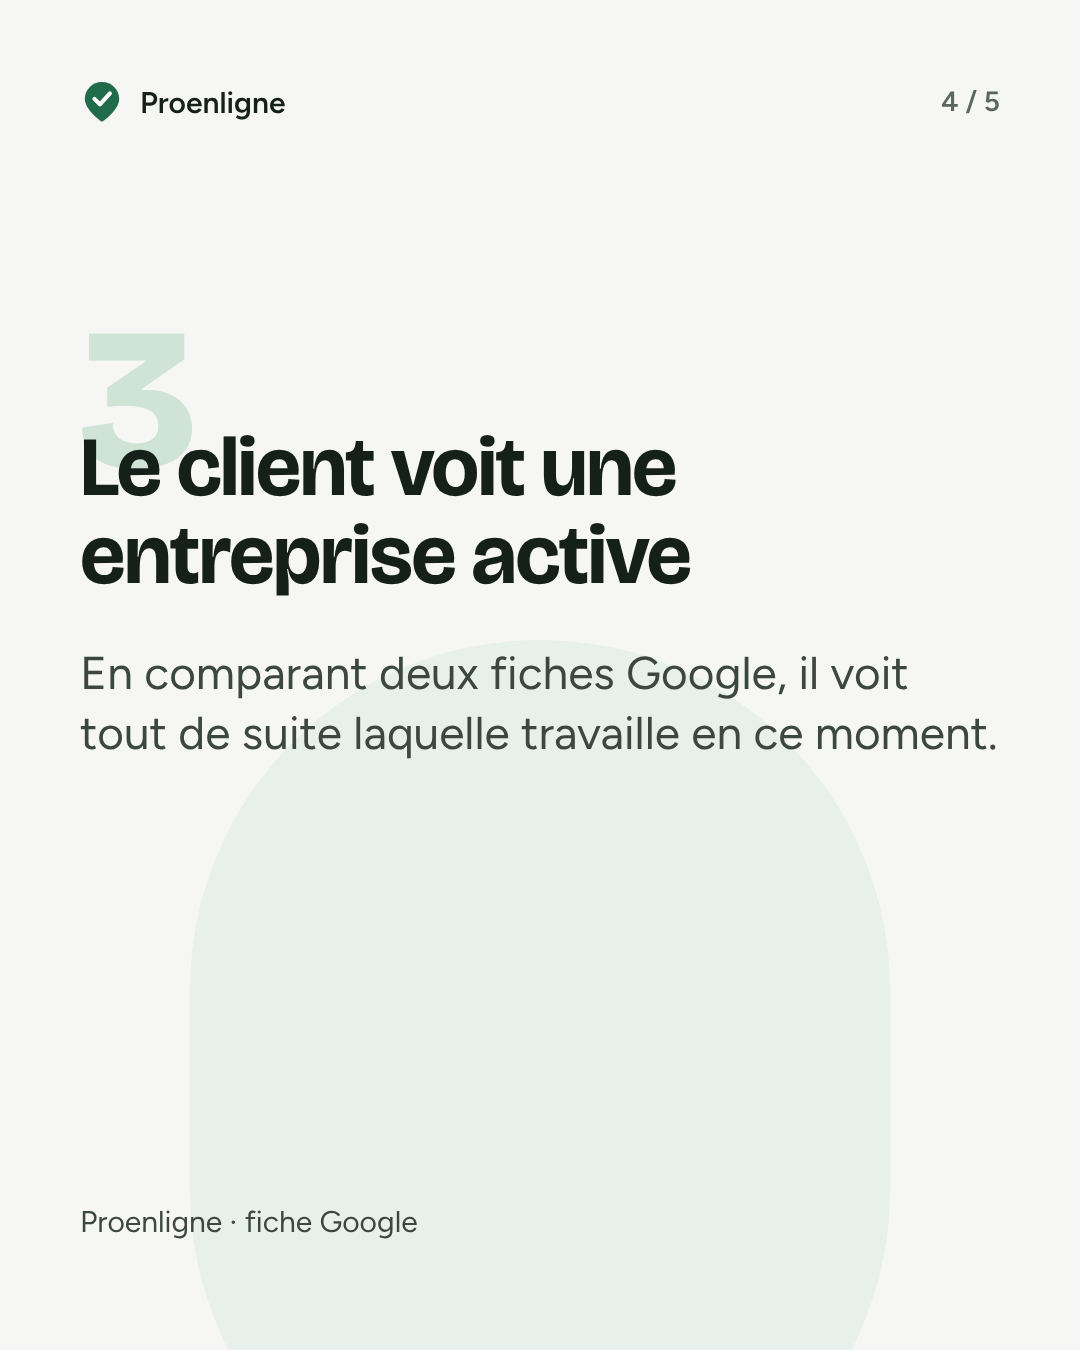 Proenligne
4 / 5
3
Le client voit une
entreprise active
En comparant deux fiches Google, il voit
tout de suite laquelle travaille en ce moment.
Proenligne · fiche Google